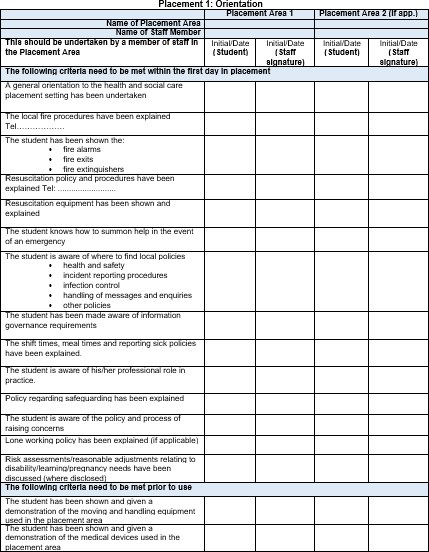 Placement 1: Orientation
Placement Area 1
Placement Area 2 (if app.)
Name of Placement Area
Name of Staff Member
This should be undertaken by a member of staff in
the Placement Area
Initial/Date
(Student)
Initial/Date
(Staff
signature)
Initial/Date
(Student)
Initial/Date
(Staff
signature)
The following criteria need to be met within the first day in placement
A general orientation to the health and social care
placement setting has been undertaken
The local fire procedures have been explained
Tel………………
The student has been shown the:
• fire alarms
• fire exits
• fire extinguishers
Resuscitation policy and procedures have been
explained Tel: ..........................
Resuscitation equipment has been shown and
explained
The student knows how to summon help in the event
of an emergency
The student is aware of where to find local policies
• health and safety
• incident reporting procedures
• infection control
• handling of messages and enquiries
• other policies
The student has been made aware of information
governance requirements
The shift times, meal times and reporting sick policies
have been explained.
The student is aware of his/her professional role in
practice.
Policy regarding safeguarding has been explained
The student is aware of the policy and process of
raising concerns
Lone working policy has been explained (if applicable)
Risk assessments/reasonable adjustments relating to
disability/learning/pregnancy needs have been
discussed (where disclosed)
The following criteria need to be met prior to use
The student has been shown and given a
demonstration of the moving and handling equipment
used in the placement area
The student has been shown and given a
demonstration of the medical devices used in the
placement area